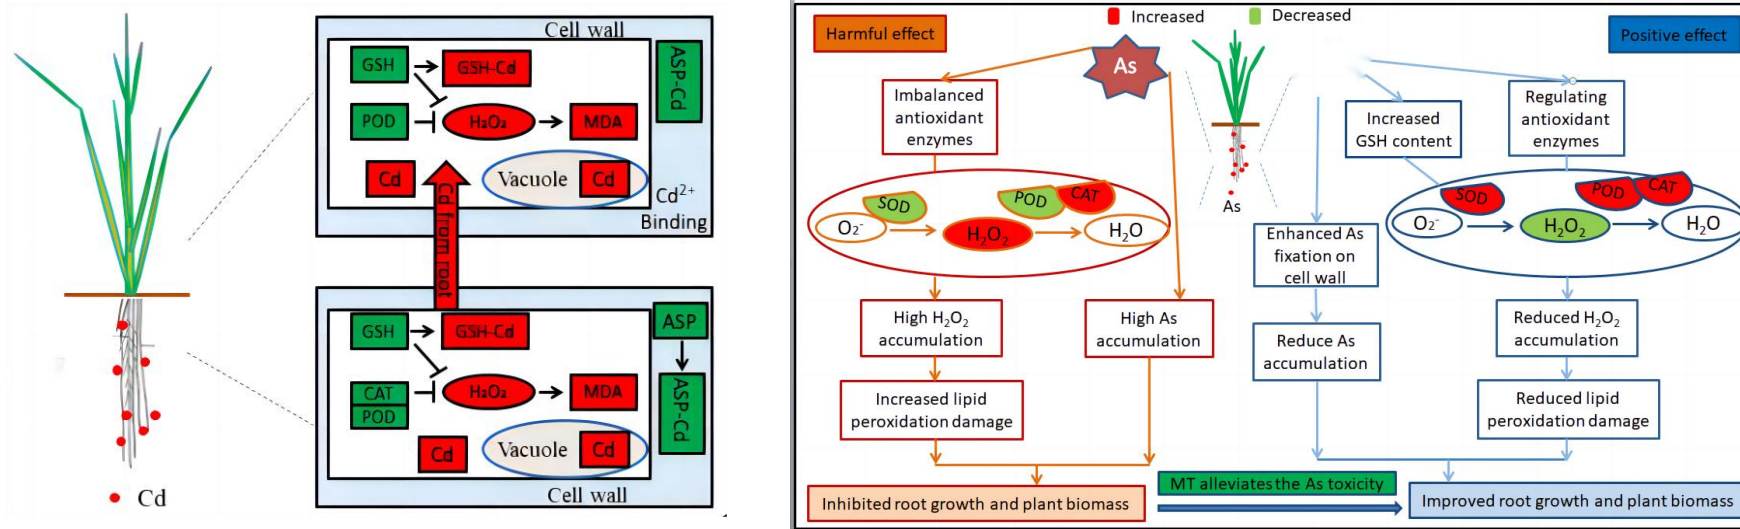 Cell wall
GSH
GSH-Cd
ASP-Cd
POD
H₂O₂
MDA
Cd
Vacuole
Cd
Cd²⁺
Binding
Cd from root
GSH
GSH-Cd
ASP
CAT
POD
H₂O₂
MDA
ASP-Cd
Cd
Vacuole
Cd
Cell wall
Cd
Increased
Decreased
Harmful effect
Positive effect
As
Imbalanced
antioxidant
enzymes
SOD
POD
CAT
O₂⁻
H₂O₂
H₂O
High H₂O₂
accumulation
High As
accumulation
Increased lipid
peroxidation damage
Inhibited root growth and plant biomass
As
Increased
GSH content
Regulating
antioxidant
enzymes
SOD
POD
CAT
O₂⁻
H₂O₂
H₂O
Enhanced As
fixation on
cell wall
Reduce As
accumulation
Reduced H₂O₂
accumulation
Reduced lipid
peroxidation damage
MT alleviates the As toxicity
Improved root growth and plant biomass